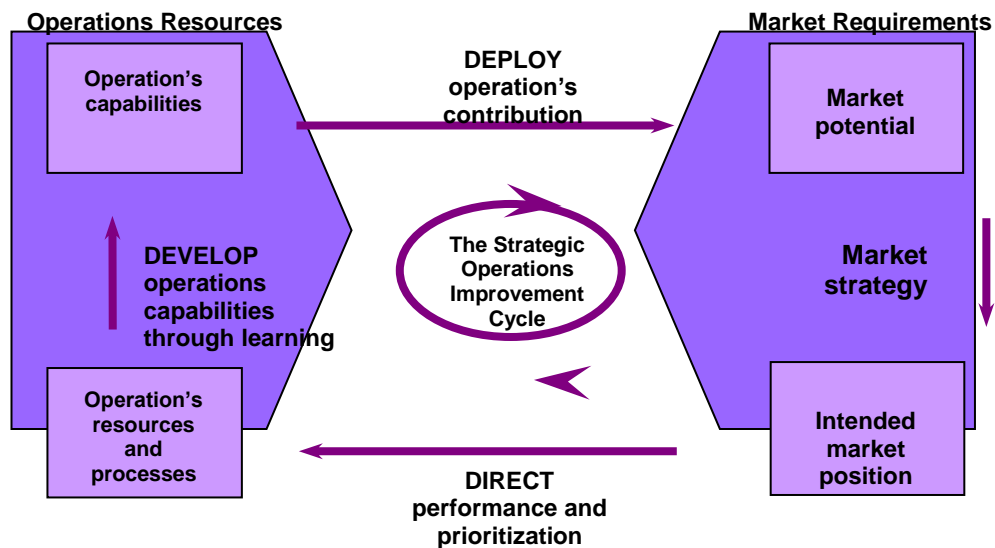 Operations Resources
Market Requirements
Operation’s
capabilities
DEPLOY
operation’s
contribution
Market
potential
DEVELOP
operations
capabilities
through learning
The Strategic
Operations
Improvement
Cycle
Market
strategy
Operation’s
resources
and
processes
DIRECT
performance and
prioritization
Intended
market
position